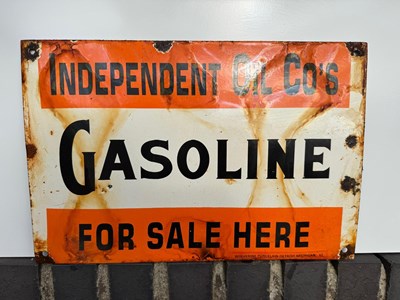 INDEPENDENT OIL CO'S
GASOLINE
FOR SALE HERE